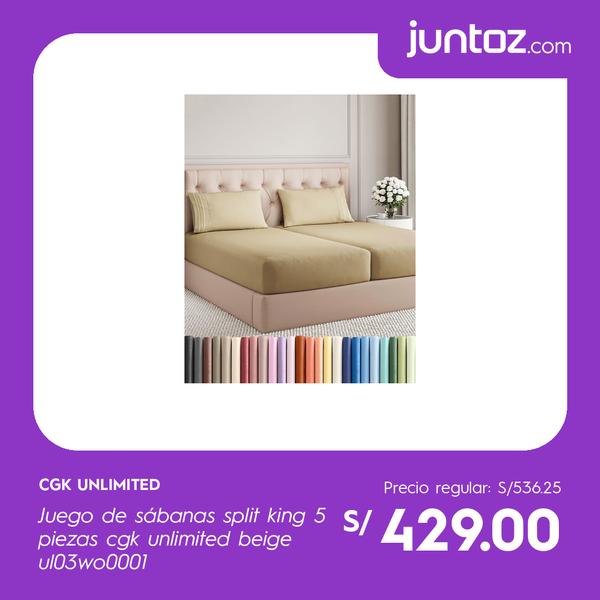 juntoz.com
CGK UNLIMITED
Juego de sábanas split king 5
piezas cgk unlimited beige
ul03wo0001
Precio regular: S/536.25
S/ 429.00